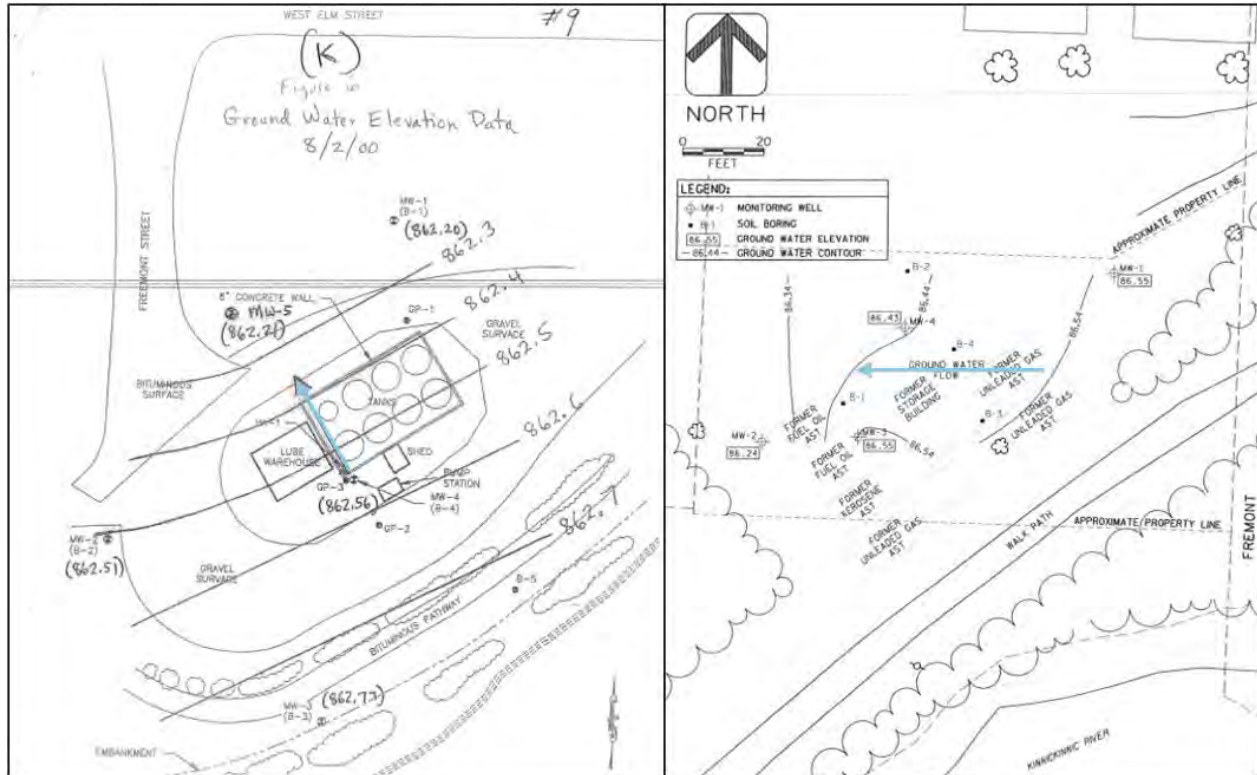 WEST ELM STREET
#9
(K)
Ground Water Elevation Data
8/2/00
FREEMONT STREET
MW-1
(B-1)
(862.20)
862.3
8" CONCRETE WALL
MW-5
(862.21)
862.4
GP-1
GRAVEL
SURVACE
862.5
BITUMINOUS
SURFACE
TANKS
862.6
LUBE
WAREHOUSE
SHED
PUMP
STATION
GP-3
MW-4
(B-4)
(862.56)
GP-2
862.7
MW-2
(B-2)
(862.51)
GRAVEL
SURVACE
B-5
BITUMINOUS PATHWAY
MW-3
(B-3)
(862.77)
EMBANKMENT
NORTH
0 20
FEET
LEGEND:
MW-1 MONITORING WELL
B-1 SOIL BORING
86.55 GROUND WATER ELEVATION
86.44 GROUND WATER CONTOUR
APPROXIMATE PROPERTY LINE
B-2
MW-1
86.55
86.34
86.44
86.54
86.43
MW-4
B-4
GROUND WATER
FLOW
FORMER
UNLEADED GAS
AST
FORMER
STORAGE
BUILDING
B-1
B-3
FORMER
UNLEADED GAS
AST
FORMER
FUEL OIL
AST
MW-2
86.24
MW-3
86.55
86.54
FORMER
FUEL OIL
AST
FORMER
KEROSENE
AST
FORMER
UNLEADED GAS
AST
WALK PATH
APPROXIMATE PROPERTY LINE
FREMONT
KINNICKINNIC RIVER